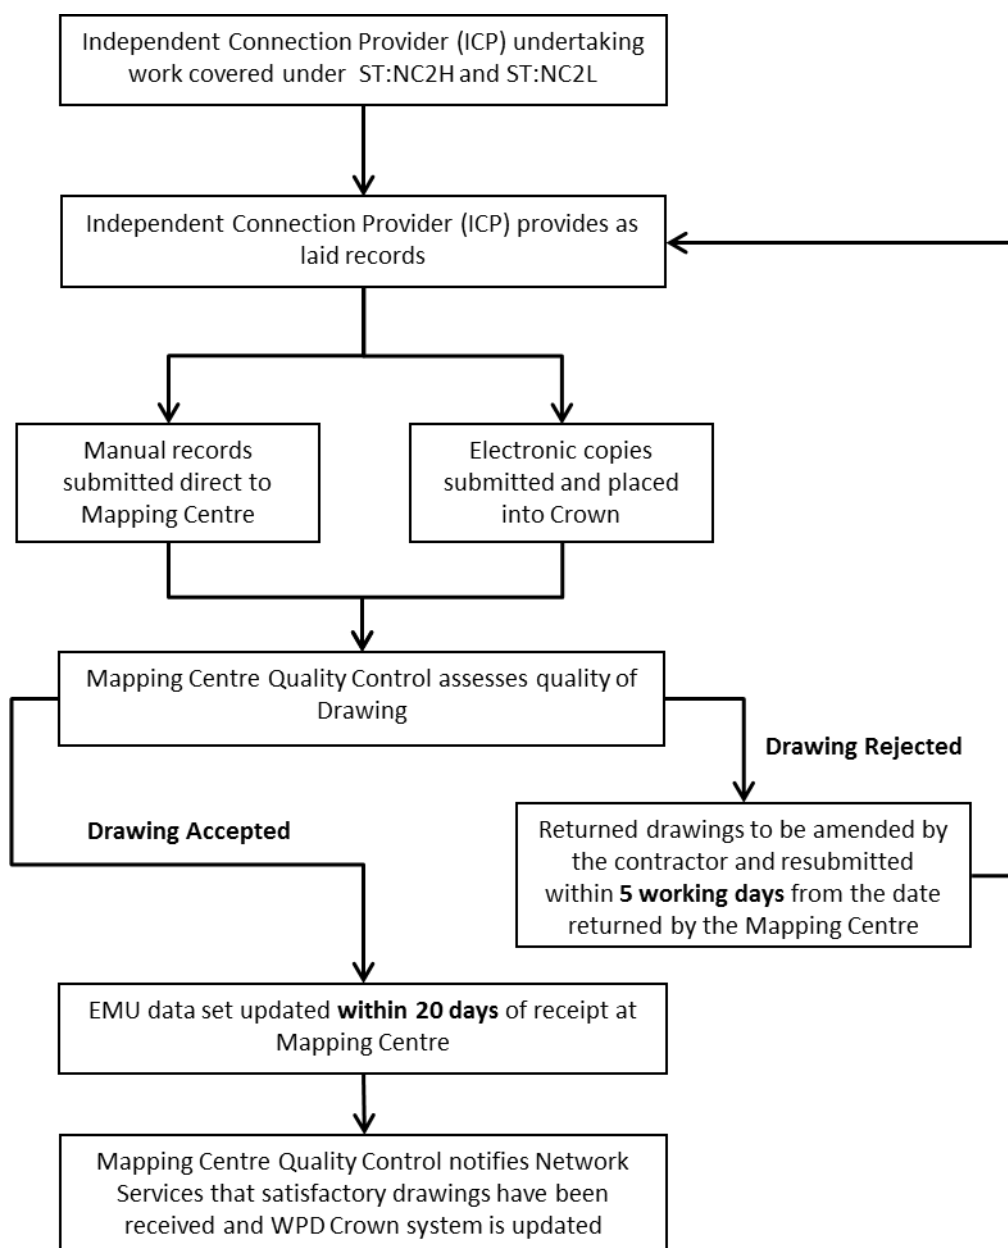 Independent Connection Provider (ICP) undertaking
work covered under ST:NC2H and ST:NC2L
Independent Connection Provider (ICP) provides as
laid records
Manual records
submitted direct to
Mapping Centre
Electronic copies
submitted and placed
into Crown
Mapping Centre Quality Control assesses quality of
Drawing
Drawing Rejected
Drawing Accepted
Returned drawings to be amended by
the contractor and resubmitted
within 5 working days from the date
returned by the Mapping Centre
EMU data set updated within 20 days of receipt at
Mapping Centre
Mapping Centre Quality Control notifies Network
Services that satisfactory drawings have been
received and WPD Crown system is updated